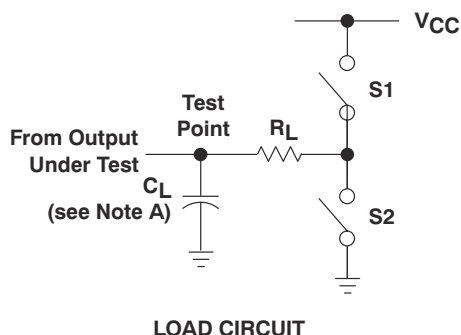 VCC
S1
Test
Point
RL
From Output
Under Test
CL
(see Note A)
S2
LOAD CIRCUIT